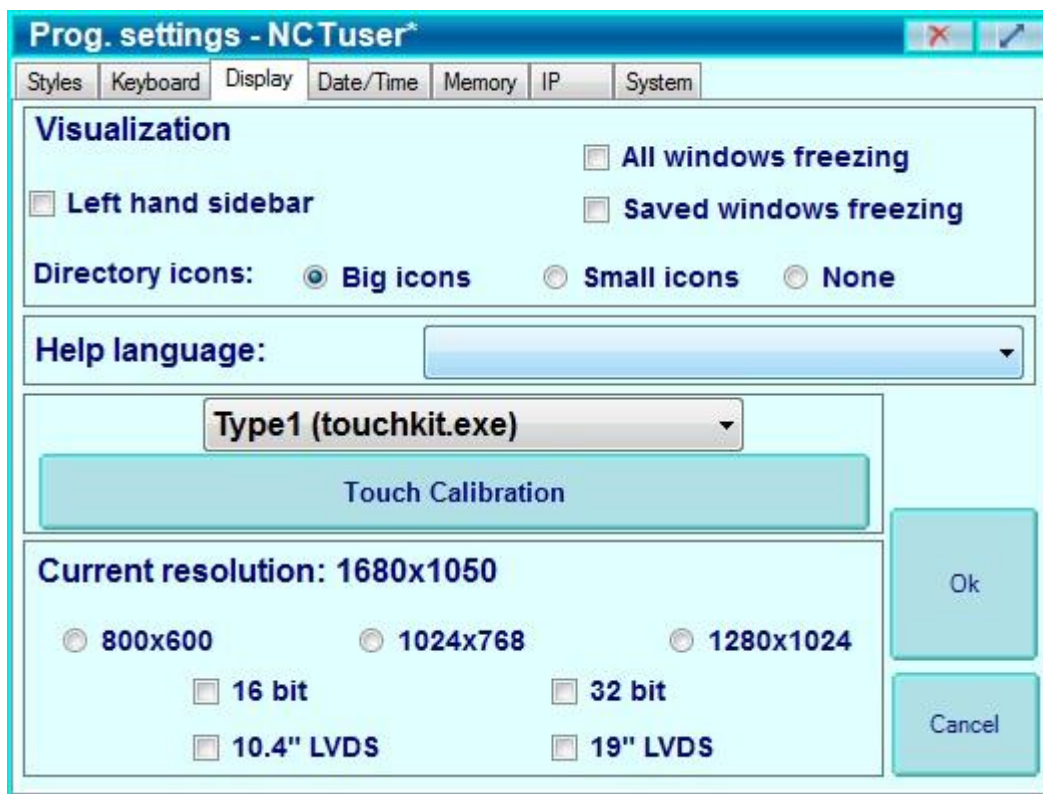 Prog. settings - NCTuser*
Styles Keyboard Display Date/Time Memory IP System
Visualization
All windows freezing
Left hand sidebar
Saved windows freezing
Directory icons: Big icons Small icons None
Help language:
Type1 (touchkit.exe)
Touch Calibration
Current resolution: 1680x1050
Ok
800x600 1024x768 1280x1024
16 bit 32 bit
Cancel
10.4" LVDS 19" LVDS